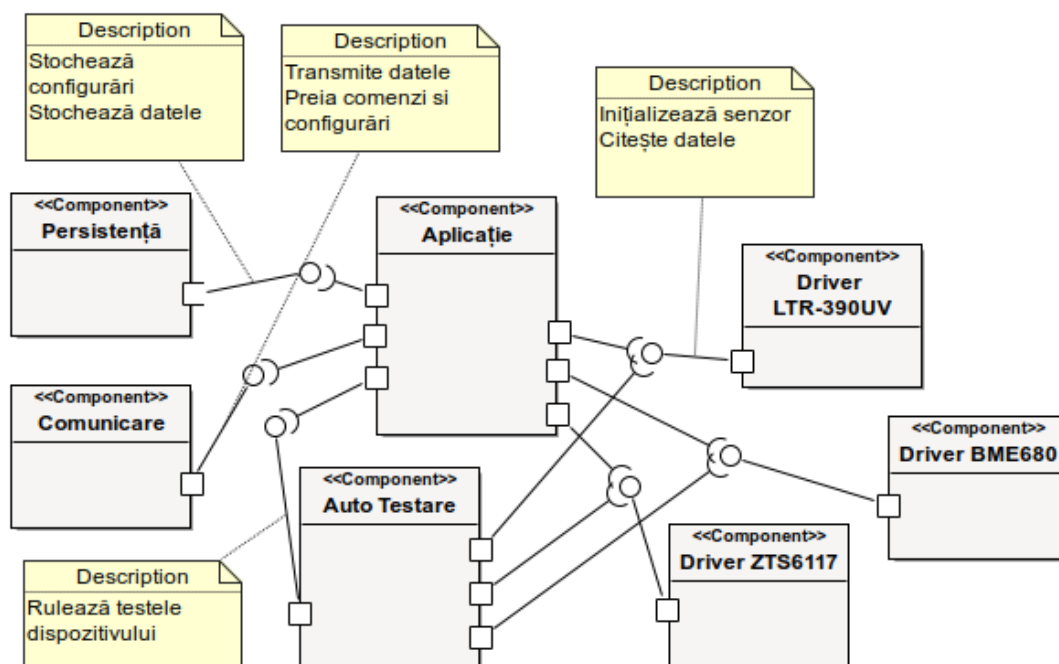 Description
Stochează
configurări
Stochează datele
Description
Transmite datele
Preia comenzi si
configurări
Description
Inițializează senzor
Citește datele
<<Component>>
Persistență
<<Component>>
Aplicație
<<Component>>
Driver
LTR-390UV
<<Component>>
Comunicare
<<Component>>
Driver BME680
<<Component>>
Auto Testare
<<Component>>
Driver ZTS6117
Description
Rulează testele
dispozitivului